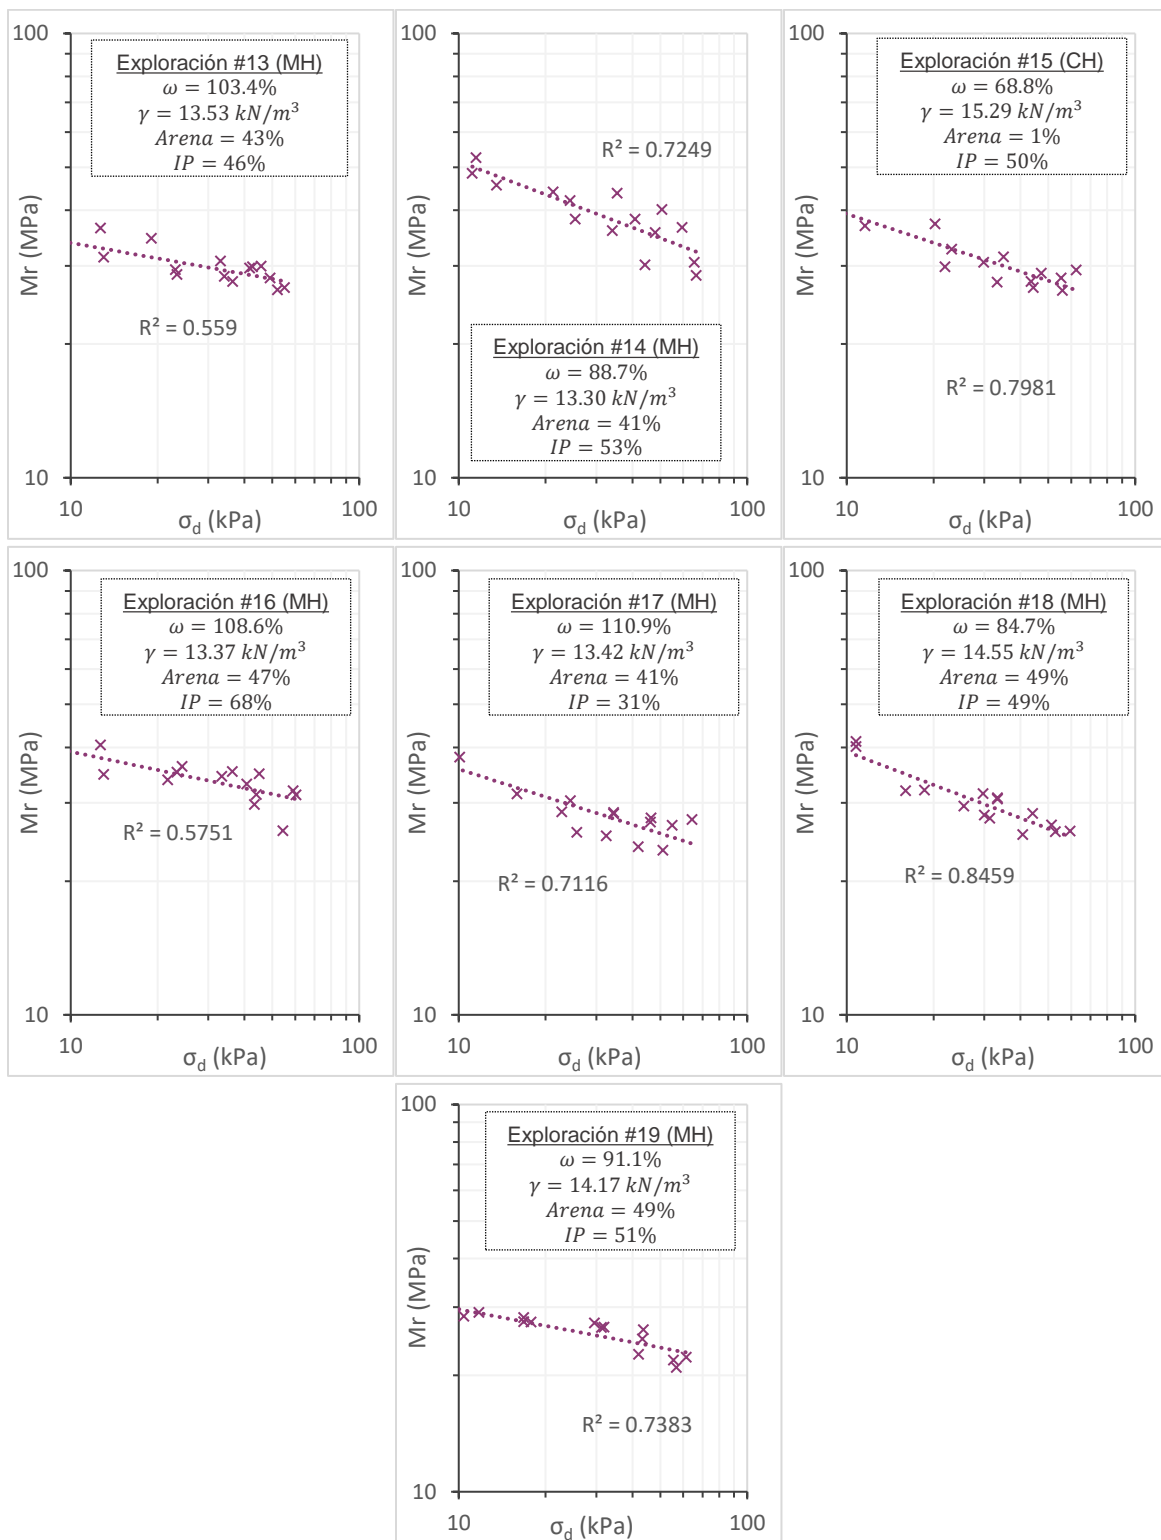 100
Exploración #13 (MH)
ω = 103.4%
γ = 13.53 kN/m³
Arena = 43%
IP = 46%
Mr (MPa)
R² = 0.559
10
10
100
σd (kPa)
100
R² = 0.7249
Mr (MPa)
Exploración #14 (MH)
ω = 88.7%
γ = 13.30 kN/m³
Arena = 41%
IP = 53%
10
10
100
σd (kPa)
100
Exploración #15 (CH)
ω = 68.8%
γ = 15.29 kN/m³
Arena = 1%
IP = 50%
Mr (MPa)
R² = 0.7981
10
10
100
σd (kPa)
100
Exploración #16 (MH)
ω = 108.6%
γ = 13.37 kN/m³
Arena = 47%
IP = 68%
Mr (MPa)
R² = 0.5751
10
10
100
σd (kPa)
100
Exploración #17 (MH)
ω = 110.9%
γ = 13.42 kN/m³
Arena = 41%
IP = 31%
Mr (MPa)
R² = 0.7116
10
10
100
σd (kPa)
100
Exploración #18 (MH)
ω = 84.7%
γ = 14.55 kN/m³
Arena = 49%
IP = 49%
Mr (MPa)
R² = 0.8459
10
10
100
σd (kPa)
100
Exploración #19 (MH)
ω = 91.1%
γ = 14.17 kN/m³
Arena = 49%
IP = 51%
Mr (MPa)
R² = 0.7383
10
10
100
σd (kPa)